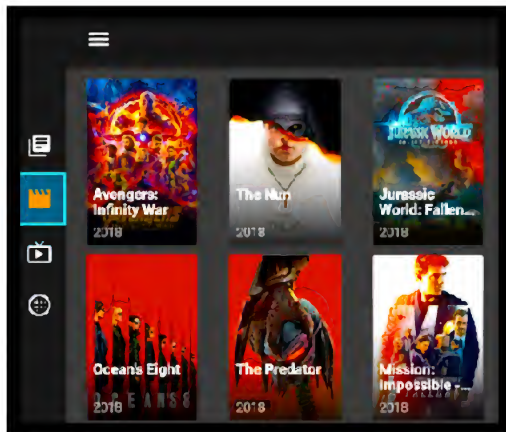 Avengers:
Infinity War
2018
The Nun
2018
JURASSIC WORLD
Jurassic
World: Fallen...
2018
Ocean's Eight
OCEANS8
2018
The Predator
2018
Mission:
Impossible -...
2018